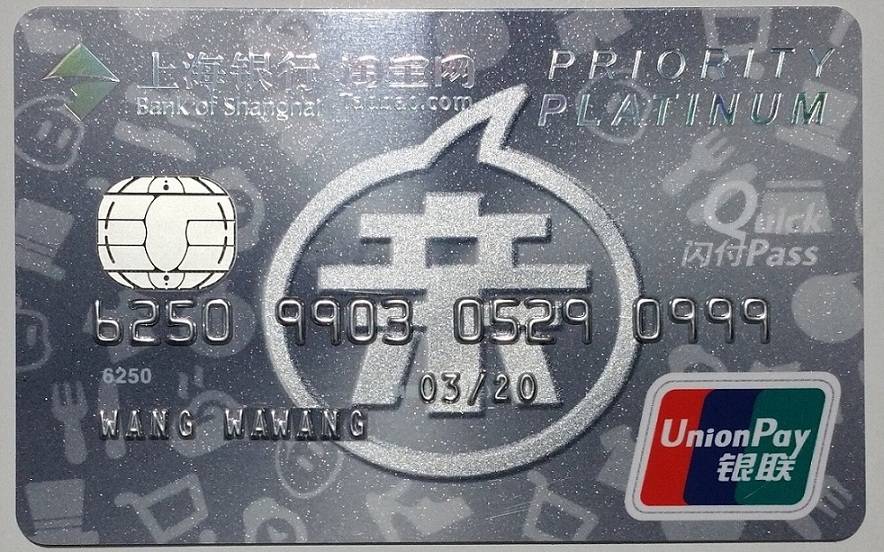 上海银行 淘宝网 PRIORITY
Bank of Shanghai Taobao.com PLATINUM
亲
Quick
闪付Pass
6250 9903 0529 0999
6250
03/20
WANG WAWANG
UnionPay
银联